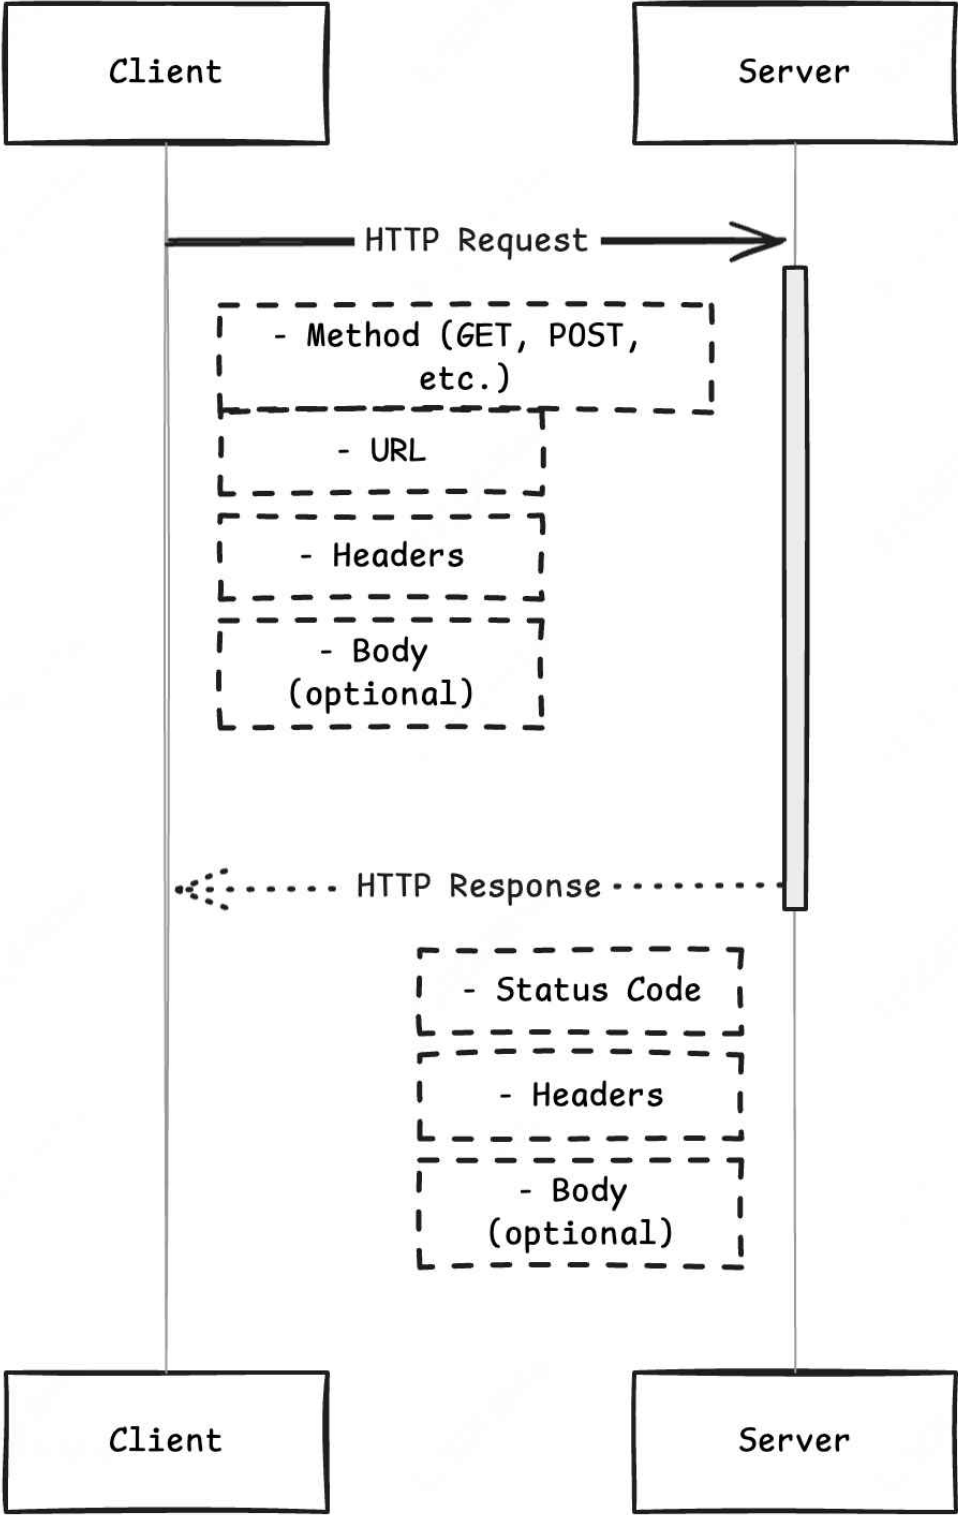 Client
Server
HTTP Request
- Method (GET, POST,
etc.)
- URL
- Headers
- Body
(optional)
HTTP Response
- Status Code
- Headers
- Body
(optional)
Client
Server